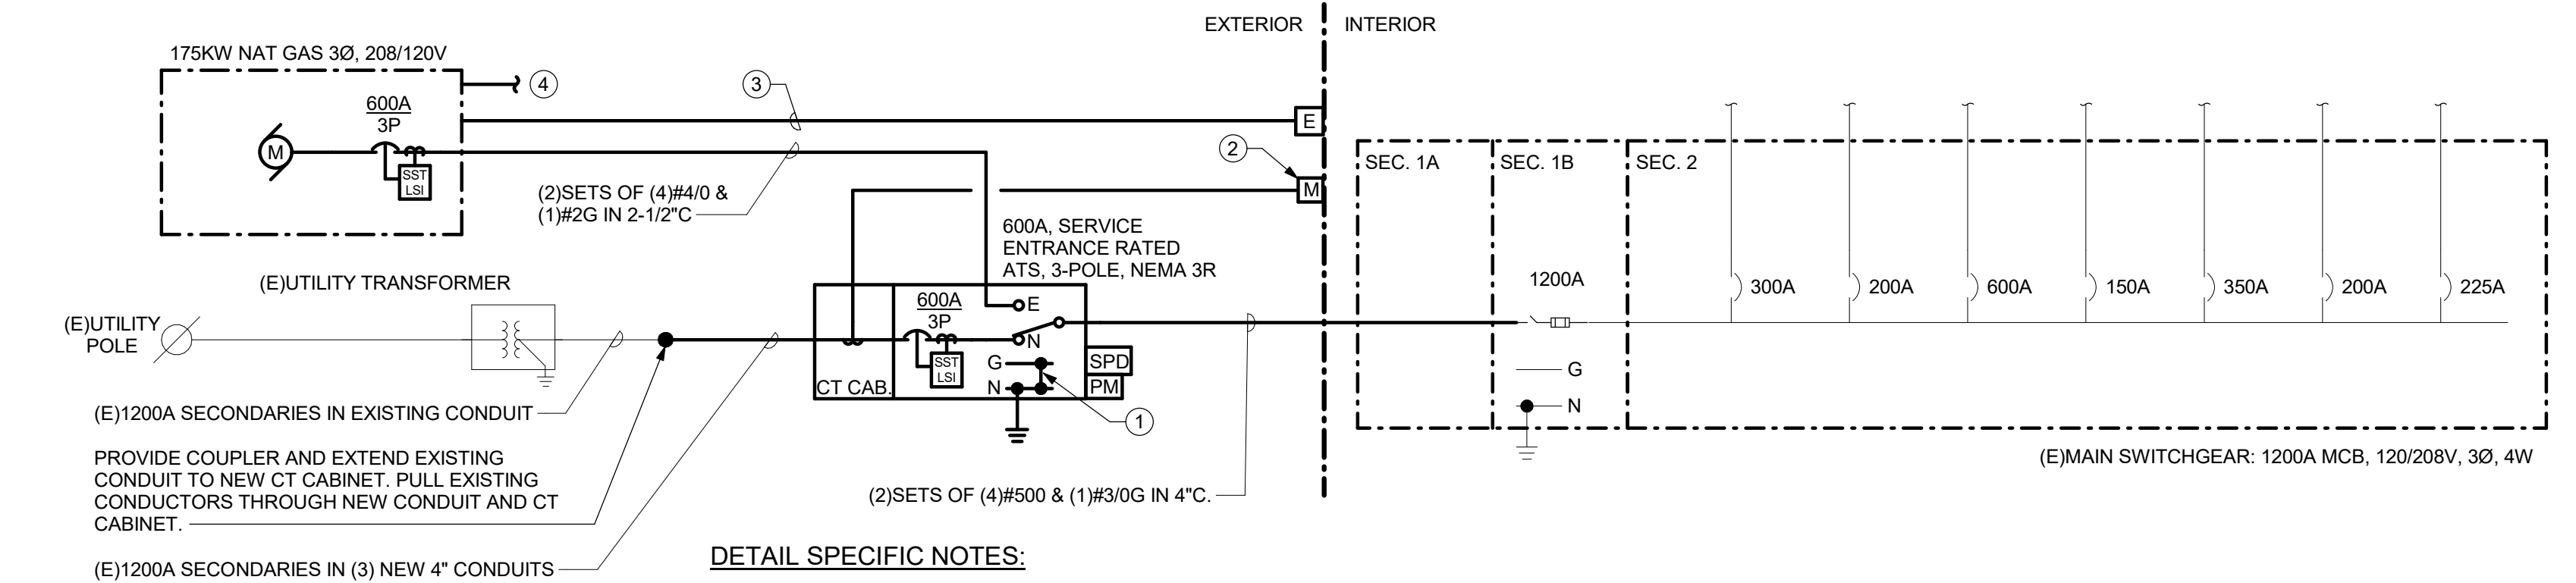 EXTERIOR
INTERIOR
175KW NAT GAS 3Ø, 208/120V
4
3
600A
3P
E
M
SST
LSI
2
M
SEC. 1A
SEC. 1B
SEC. 2
(2)SETS OF (4)#4/0 &
(1)#2G IN 2-1/2"C
600A, SERVICE
ENTRANCE RATED
ATS, 3-POLE, NEMA 3R
(E)UTILITY TRANSFORMER
1200A
300A
200A
600A
150A
350A
200A
225A
(E)UTILITY
POLE
600A
3P
E
N
SST
LSI
G
N
SPD
PM
CT CAB.
G
N
1
(E)1200A SECONDARIES IN EXISTING CONDUIT
PROVIDE COUPLER AND EXTEND EXISTING
CONDUIT TO NEW CT CABINET. PULL EXISTING
CONDUCTORS THROUGH NEW CONDUIT AND CT
CABINET.
(E)MAIN SWITCHGEAR: 1200A MCB, 120/208V, 3Ø, 4W
(2)SETS OF (4)#500 & (1)#3/0G IN 4"C.
(E)1200A SECONDARIES IN (3) NEW 4" CONDUITS
DETAIL SPECIFIC NOTES: